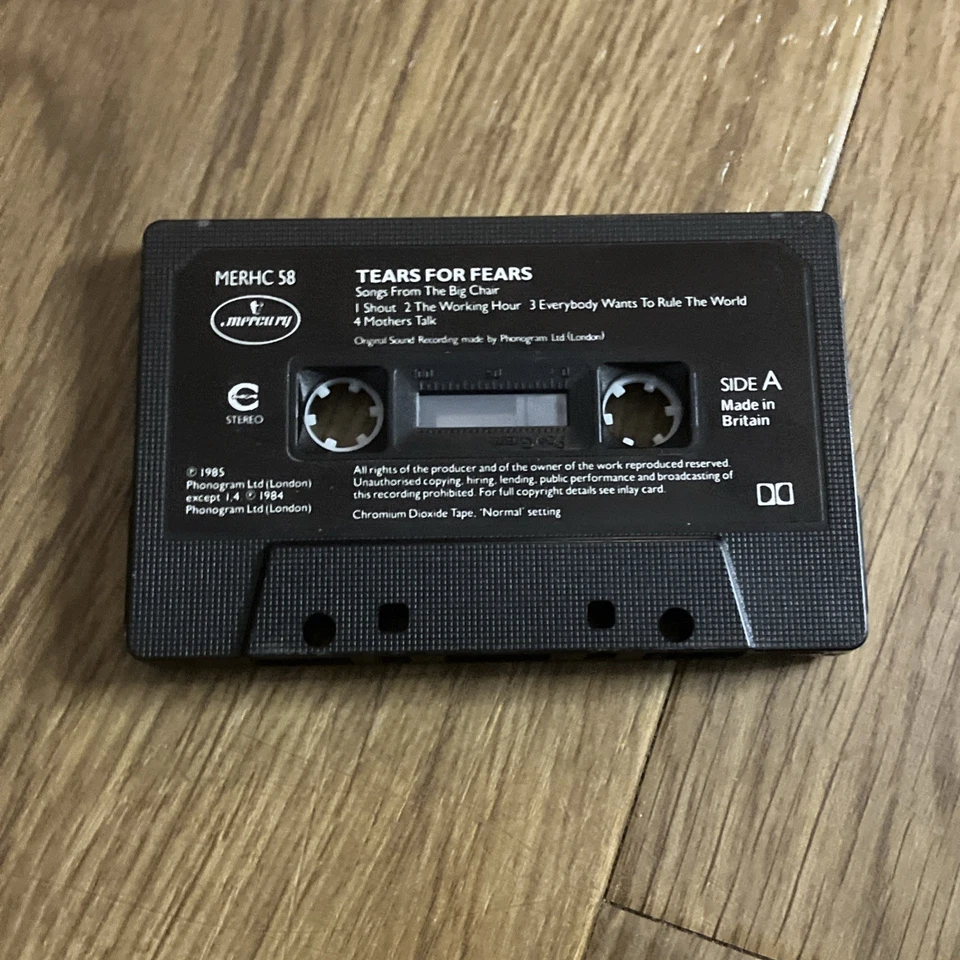 MERHC 58
mercury
STEREO
TEARS FOR FEARS
Songs From The Big Chair
1 Shout 2 The Working Hour 3 Everybody Wants To Rule The World
4 Mothers Talk
Original Sound Recording made by Phonogram Ltd (London)
SIDE A
Made in
Britain
℗ 1985
Phonogram Ltd (London)
except 1,4 ℗ 1984
Phonogram Ltd (London)
All rights of the producer and of the owner of the work reproduced reserved.
Unauthorised copying, hiring, lending, public performance and broadcasting of
this recording prohibited. For full copyright details see inlay card.
Chromium Dioxide Tape, 'Normal' setting